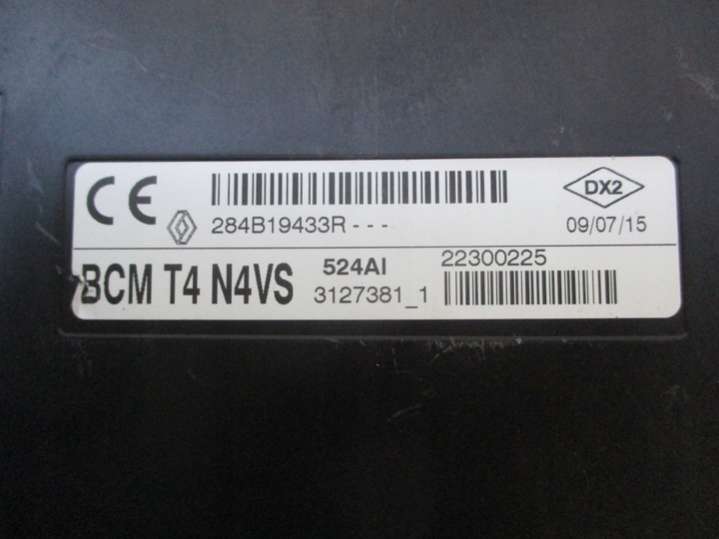 CE
DX2
284B19433R - - -
09/07/15
BCM T4 N4VS
524AI
22300225
3127381_1